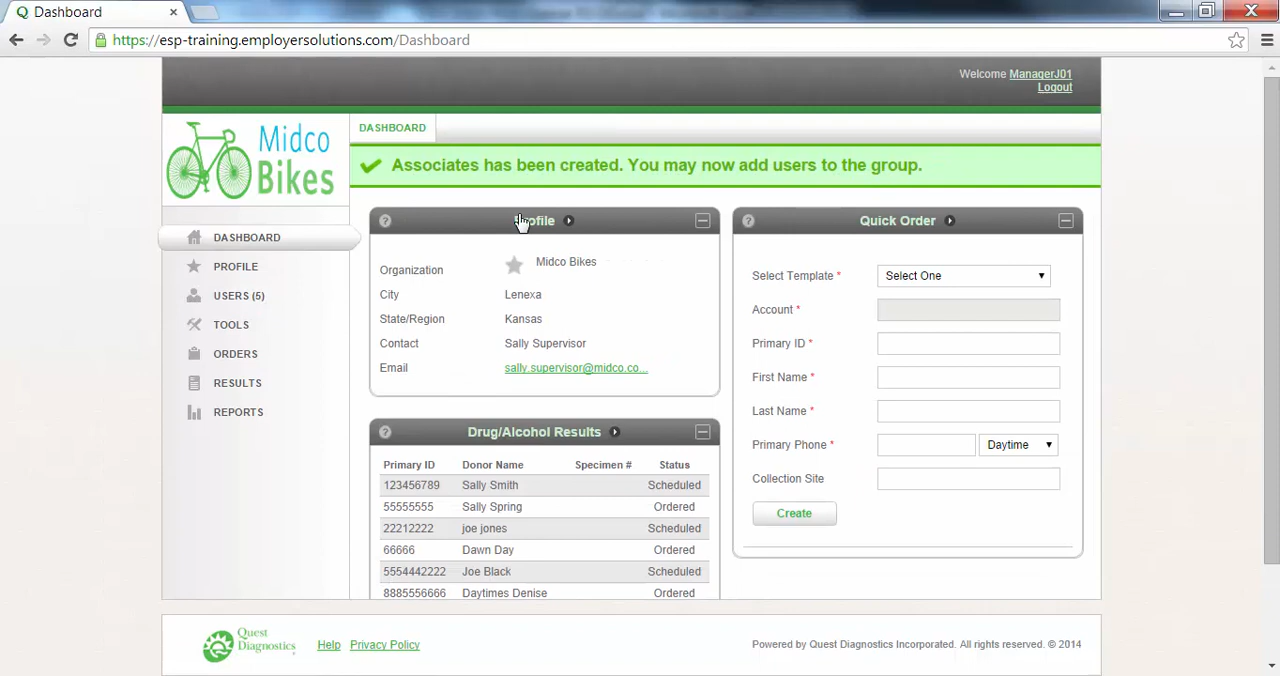 Dashboard
https://esp-training.employersolutions.com/Dashboard
Welcome ManagerJ01
Logout
Midco
Bikes
DASHBOARD
Associates has been created. You may now add users to the group.
DASHBOARD
PROFILE
USERS (5)
TOOLS
ORDERS
RESULTS
REPORTS
Profile
Organization Midco Bikes
City Lenexa
State/Region Kansas
Contact Sally Supervisor
Email sally.supervisor@midco.co...
Drug/Alcohol Results
Primary ID Donor Name Specimen # Status
123456789 Sally Smith Scheduled
55555555 Sally Spring Ordered
22212222 joe jones Scheduled
66666 Dawn Day Ordered
5554442222 Joe Black Scheduled
8885556666 Daytimes Denise Ordered
Quick Order
Select Template * Select One
Account *
Primary ID *
First Name *
Last Name *
Primary Phone * Daytime
Collection Site
Create
Quest
Diagnostics
Help Privacy Policy
Powered by Quest Diagnostics Incorporated. All rights reserved. © 2014